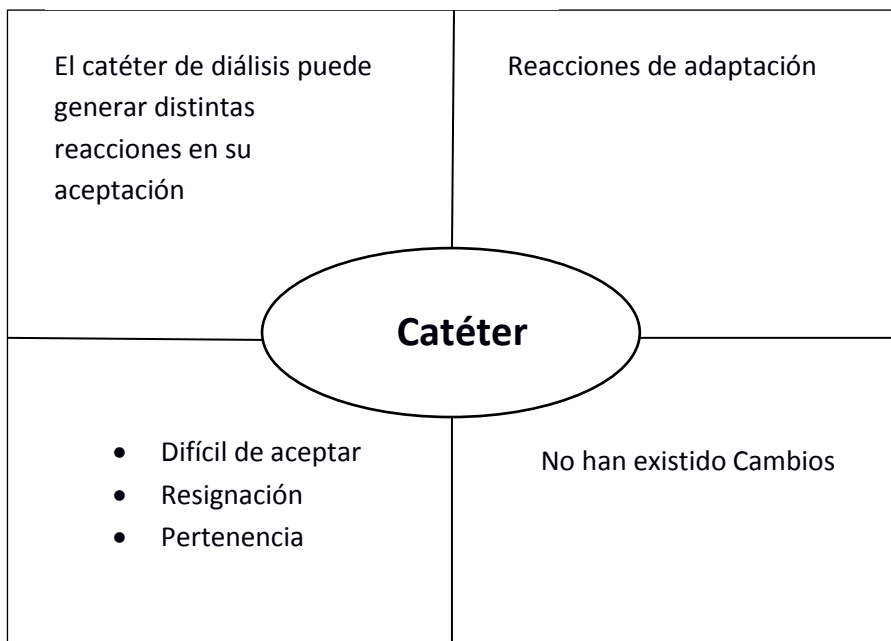 El catéter de diálisis puede
generar distintas
reacciones en su
aceptación
Reacciones de adaptación
Catéter
• Difícil de aceptar
• Resignación
• Pertenencia
No han existido Cambios